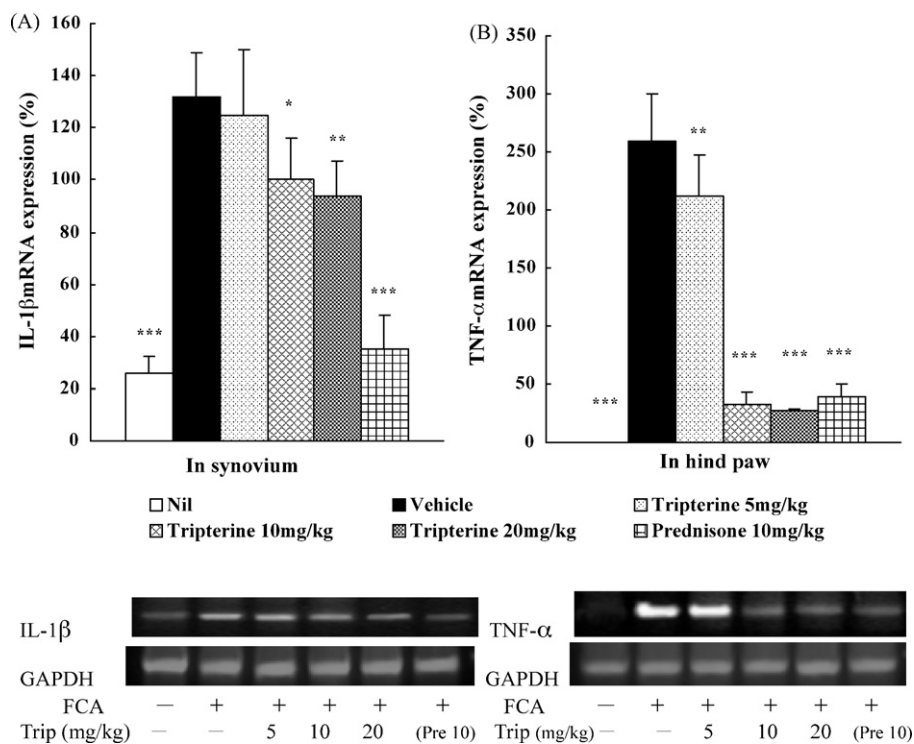 (A)
IL-1βmRNA expression (%)
160
140
120
100
80
60
40
20
0
***
*
**
***
In synovium
(B)
TNF-αmRNA expression (%)
350
300
250
200
150
100
50
0
***
**
***
***
***
In hind paw
Nil Vehicle Tripterine 5mg/kg
Tripterine 10mg/kg Tripterine 20mg/kg Prednisone 10mg/kg
IL-1β
GAPDH
FCA — + + + + +
Trip (mg/kg) — — 5 10 20 (Pre 10)
TNF-α
GAPDH
FCA — + + + + +
Trip (mg/kg) — — 5 10 20 (Pre 10)